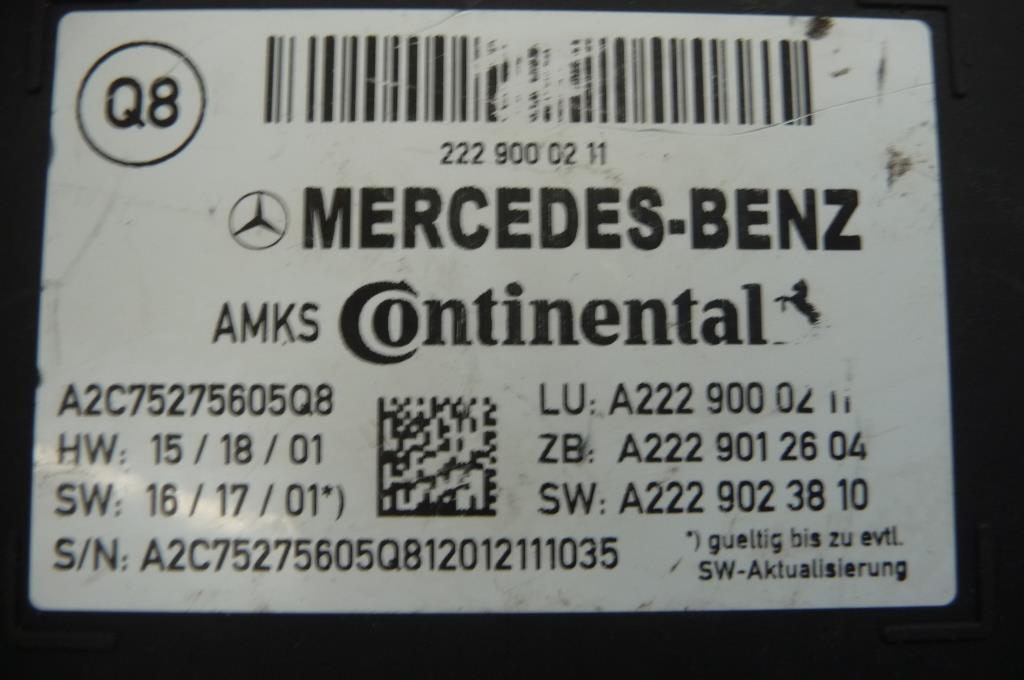 Q8
222 900 02 11
MERCEDES-BENZ
AMKS Continental
A2C75275605Q8
HW: 15 / 18 / 01
SW: 16 / 17 / 01*)
S/N: A2C75275605Q812012111035
LU: A222 900 02 11
ZB: A222 901 26 04
SW: A222 902 38 10
*) gueltig bis zu evtl.
SW-Aktualisierung